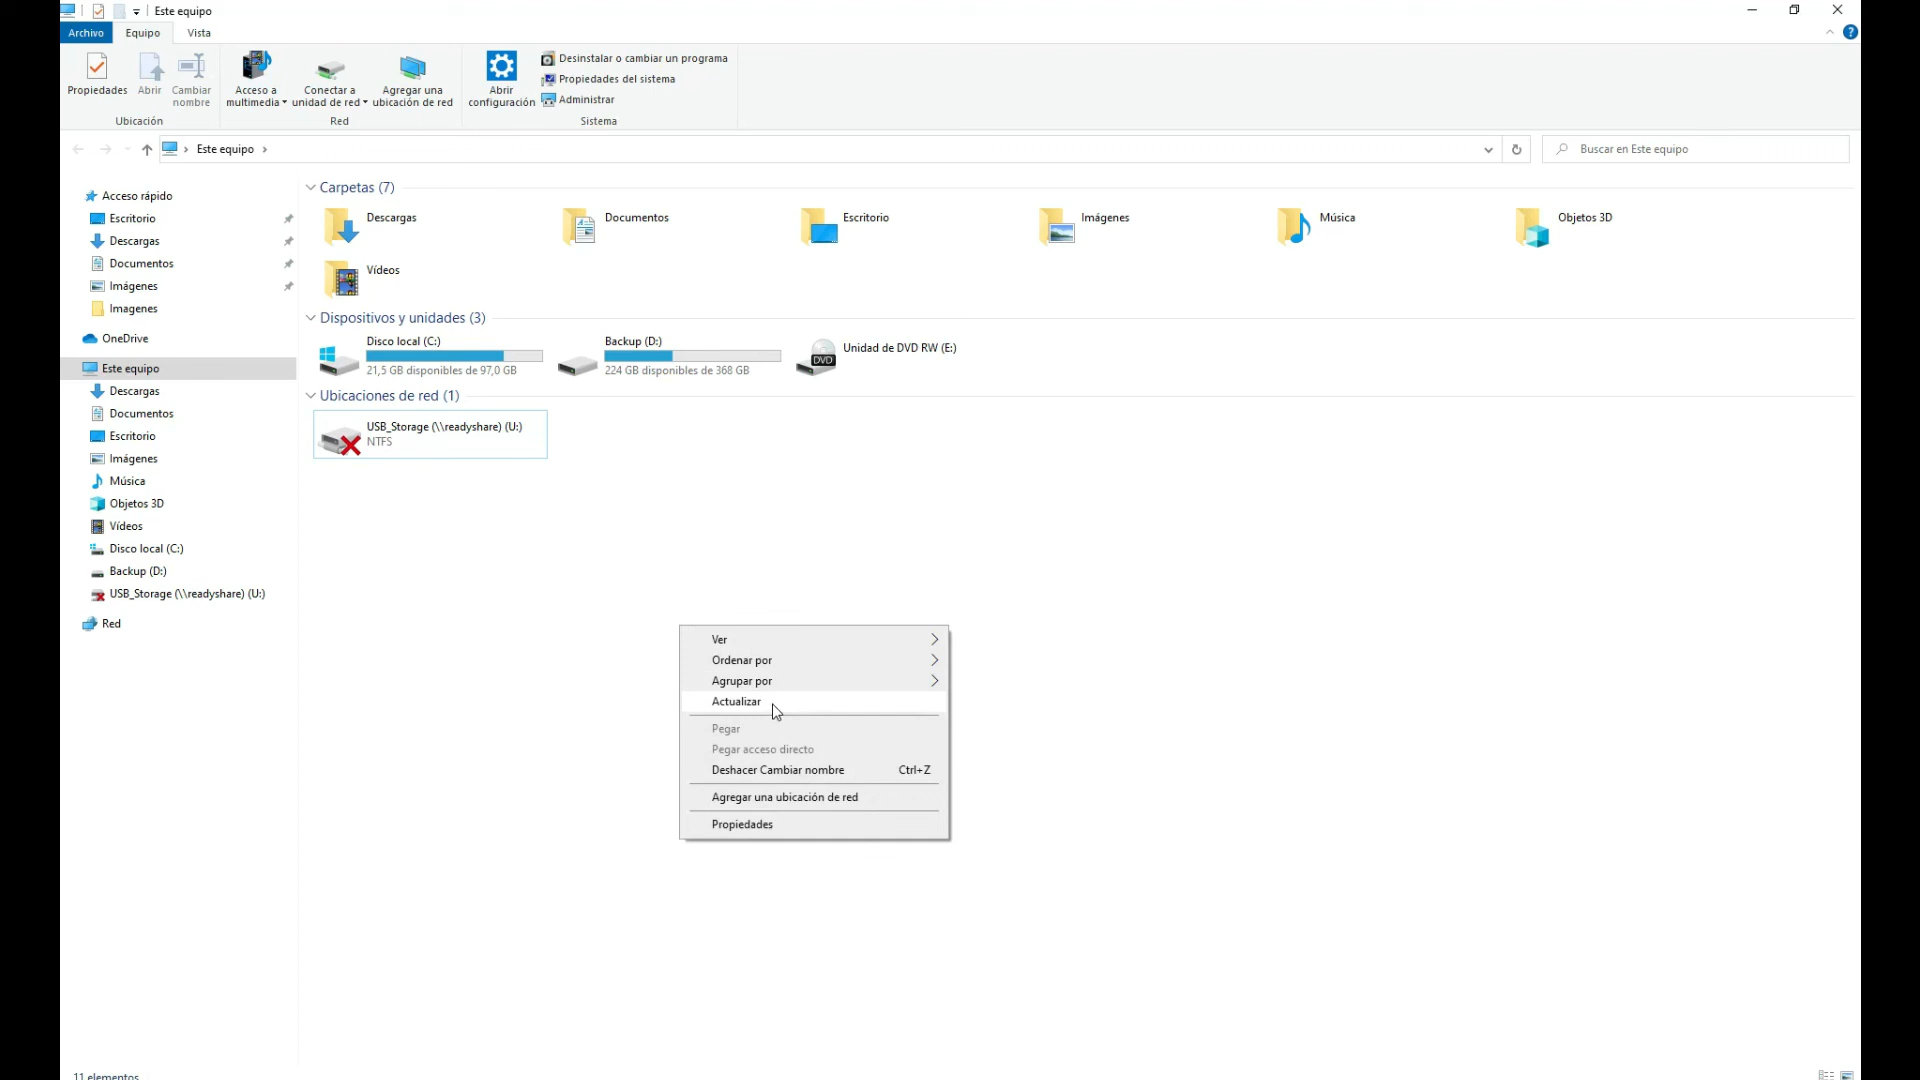 Este equipo
Archivo
Equipo
Vista
Propiedades
Abrir
Cambiar
nombre
Acceso a
multimedia
Conectar a
unidad de red
Agregar una
ubicación de red
Abrir
configuración
Desinstalar o cambiar un programa
Propiedades del sistema
Administrar
Ubicación
Red
Sistema
Este equipo
Buscar en Este equipo
Acceso rápido
Escritorio
Descargas
Documentos
Imágenes
Imagenes
OneDrive
Este equipo
Descargas
Documentos
Escritorio
Imágenes
Música
Objetos 3D
Vídeos
Disco local (C:)
Backup (D:)
USB_Storage (\\readyshare) (U:)
Red
Carpetas (7)
Descargas
Documentos
Escritorio
Imágenes
Música
Objetos 3D
Vídeos
Dispositivos y unidades (3)
Disco local (C:)
21,5 GB disponibles de 97,0 GB
Backup (D:)
224 GB disponibles de 368 GB
Unidad de DVD RW (E:)
DVD
Ubicaciones de red (1)
USB_Storage (\\readyshare) (U:)
NTFS
Ver
Ordenar por
Agrupar por
Actualizar
Pegar
Pegar acceso directo
Deshacer Cambiar nombre Ctrl+Z
Agregar una ubicación de red
Propiedades
11 elementos